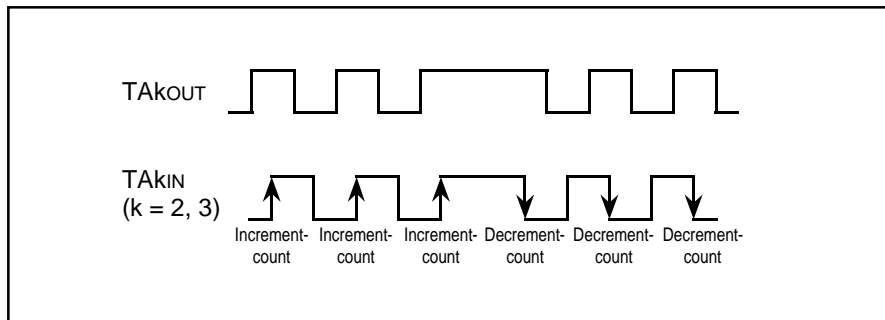 TAkOUT
TAkIN
(k = 2, 3)
Increment- Increment- Increment- Decrement- Decrement- Decrement-
count count count count count count